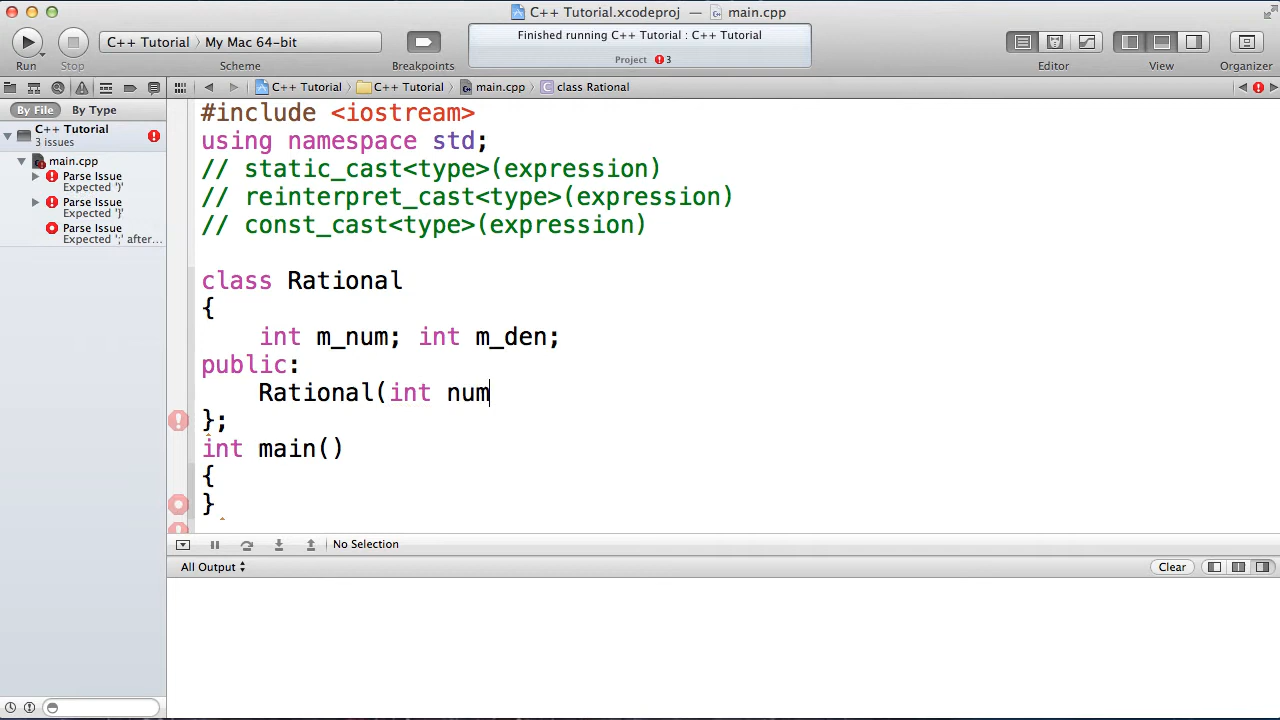 C++ Tutorial.xcodeproj — main.cpp
Run
Stop
C++ Tutorial My Mac 64-bit
Scheme
Breakpoints
Finished running C++ Tutorial : C++ Tutorial
Project 3
Editor
View
Organizer
C++ Tutorial C++ Tutorial main.cpp class Rational
By File By Type
C++ Tutorial
3 issues
main.cpp
Parse Issue
Expected ')'
Parse Issue
Expected '}'
Parse Issue
Expected ';' after...
#include <iostream>
using namespace std;
// static_cast<type>(expression)
// reinterpret_cast<type>(expression)
// const_cast<type>(expression)
class Rational
{
int m_num; int m_den;
public:
Rational(int num
};
int main()
{
}
No Selection
All Output
Clear